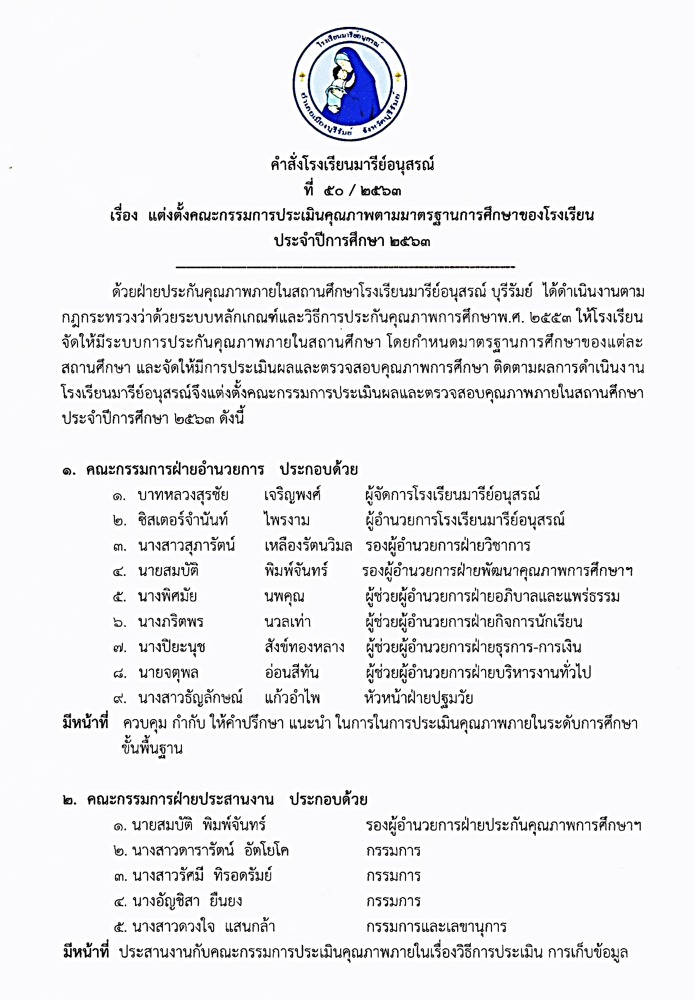 โรงเรียนมารีย์อนุสรณ์
อำเภอเมืองบุรีรัมย์ จังหวัดบุรีรัมย์
คำสั่งโรงเรียนมารีย์อนุสรณ์
ที่ ๕๐ / ๒๕๖๓
เรื่อง แต่งตั้งคณะกรรมการประเมินคุณภาพตามมาตรฐานการศึกษาของโรงเรียน
ประจำปีการศึกษา ๒๕๖๓
ด้วยฝ่ายประกันคุณภาพภายในสถานศึกษาโรงเรียนมารีย์อนุสรณ์ บุรีรัมย์ ได้ดำเนินงานตาม
กฎกระทรวงว่าด้วยระบบหลักเกณฑ์และวิธีการประกันคุณภาพการศึกษาพ.ศ. ๒๕๕๓ ให้โรงเรียน
จัดให้มีระบบการประกันคุณภาพภายในสถานศึกษา โดยกำหนดมาตรฐานการศึกษาของแต่ละ
สถานศึกษา และจัดให้มีการประเมินผลและตรวจสอบคุณภาพการศึกษา ติดตามผลการดำเนินงาน
โรงเรียนมารีย์อนุสรณ์จึงแต่งตั้งคณะกรรมการประเมินผลและตรวจสอบคุณภาพภายในสถานศึกษา
ประจำปีการศึกษา ๒๕๖๓ ดังนี้
๑. คณะกรรมการฝ่ายอำนวยการ ประกอบด้วย
๑. บาทหลวงสุรชัย เจริญพงศ์ ผู้จัดการโรงเรียนมารีย์อนุสรณ์
๒. ซิสเตอร์จำนันท์ ไพรงาม ผู้อำนวยการโรงเรียนมารีย์อนุสรณ์
๓. นางสาวสุภารัตน์ เหลืองรัตนวิมล รองผู้อำนวยการฝ่ายวิชาการ
๔. นายสมบัติ พิมพ์จันทร์ รองผู้อำนวยการฝ่ายพัฒนาคุณภาพการศึกษาฯ
๕. นางพิศมัย นพคุณ ผู้ช่วยผู้อำนวยการฝ่ายอภิบาลและแพร่ธรรม
๖. นางภริตพร นวลเท่า ผู้ช่วยผู้อำนวยการฝ่ายกิจการนักเรียน
๗. นางปิยะนุช สังข์ทองหลาง ผู้ช่วยผู้อำนวยการฝ่ายธุรการ-การเงิน
๘. นายจตุพล อ่อนสีทัน ผู้ช่วยผู้อำนวยการฝ่ายบริหารงานทั่วไป
๙. นางสาวธัญลักษณ์ แก้วอำไพ หัวหน้าฝ่ายปฐมวัย
มีหน้าที่ ควบคุม กำกับ ให้คำปรึกษา แนะนำ ในการในการประเมินคุณภาพภายในระดับการศึกษา
ขั้นพื้นฐาน
๒. คณะกรรมการฝ่ายประสานงาน ประกอบด้วย
๑. นายสมบัติ พิมพ์จันทร์ รองผู้อำนวยการฝ่ายประกันคุณภาพการศึกษาฯ
๒. นางสาวดารารัตน์ อัตโยโค กรรมการ
๓. นางสาวรัศมี ทิรอดรัมย์ กรรมการ
๔. นางอัญชิสา ยืนยง กรรมการ
๕. นางสาวดวงใจ แสนกล้า กรรมการและเลขานุการ
มีหน้าที่ ประสานงานกับคณะกรรมการประเมินคุณภาพภายในเรื่องวิธีการประเมิน การเก็บข้อมูล